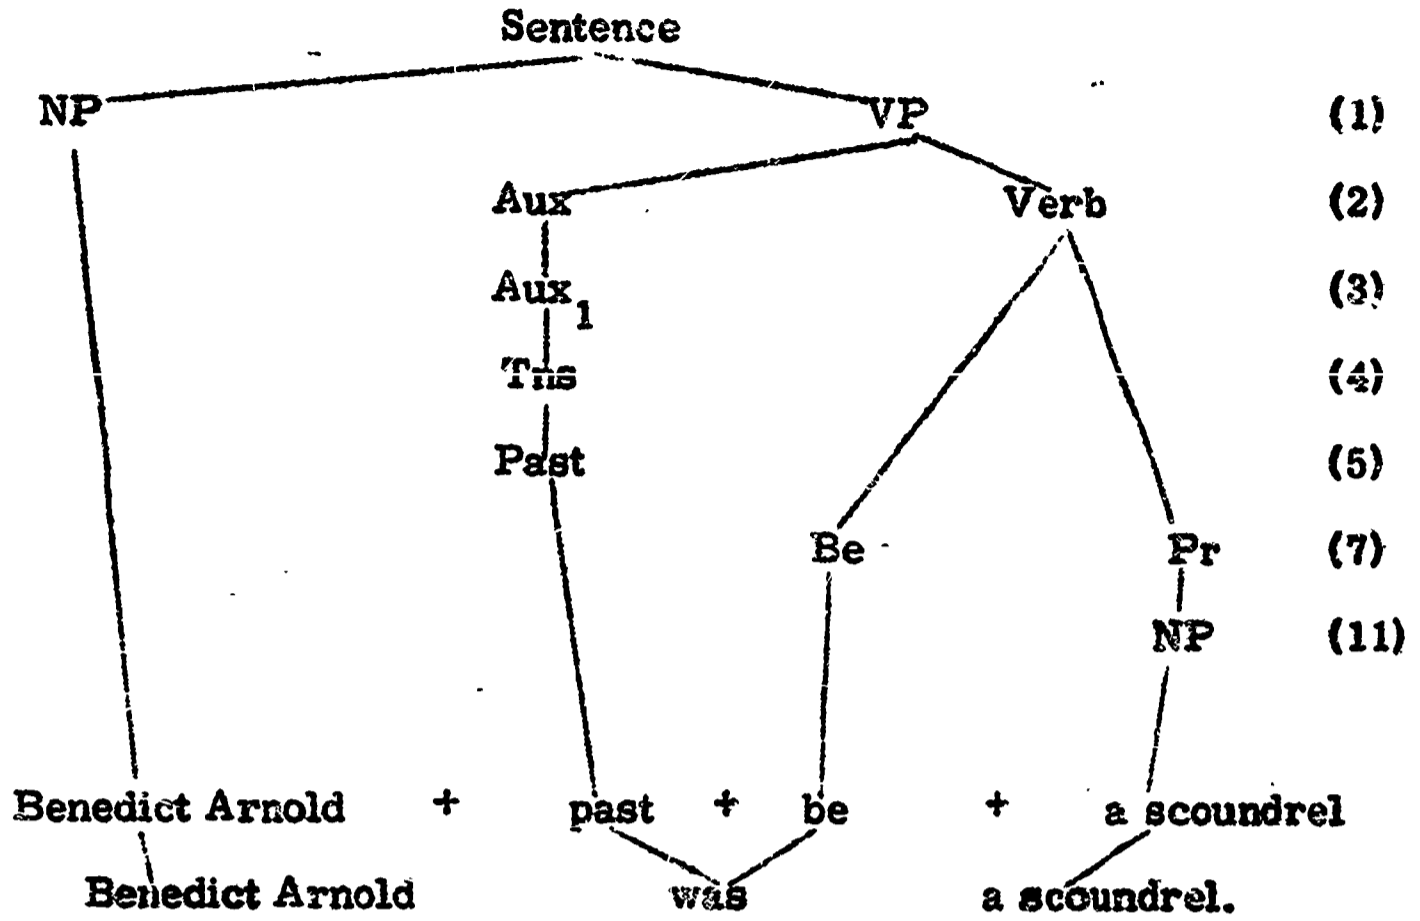 Sentence
NP VP (1)
Aux Verb (2)
Aux1 (3)
Tns (4)
Past (5)
Be Pr (7)
NP (11)
Benedict Arnold + past + be + a scoundrel
Benedict Arnold was a scoundrel.